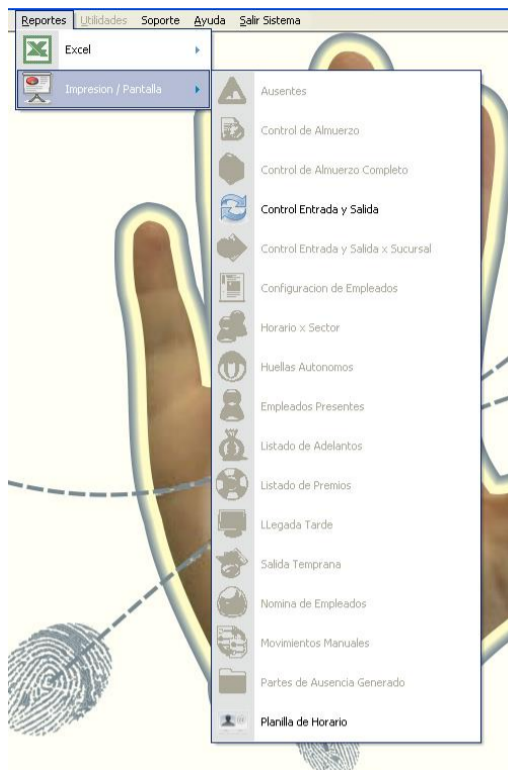 Reportes Utilidades Soporte Ayuda Salir Sistema
Excel
Impresion / Pantalla
Ausentes
Control de Almuerzo
Control de Almuerzo Completo
Control Entrada y Salida
Control Entrada y Salida x Sucursal
Configuracion de Empleados
Horario x Sector
Huellas Autonomos
Empleados Presentes
Listado de Adelantos
Listado de Premios
LLegada Tarde
Salida Temprana
Nomina de Empleados
Movimientos Manuales
Partes de Ausencia Generado
Planilla de Horario